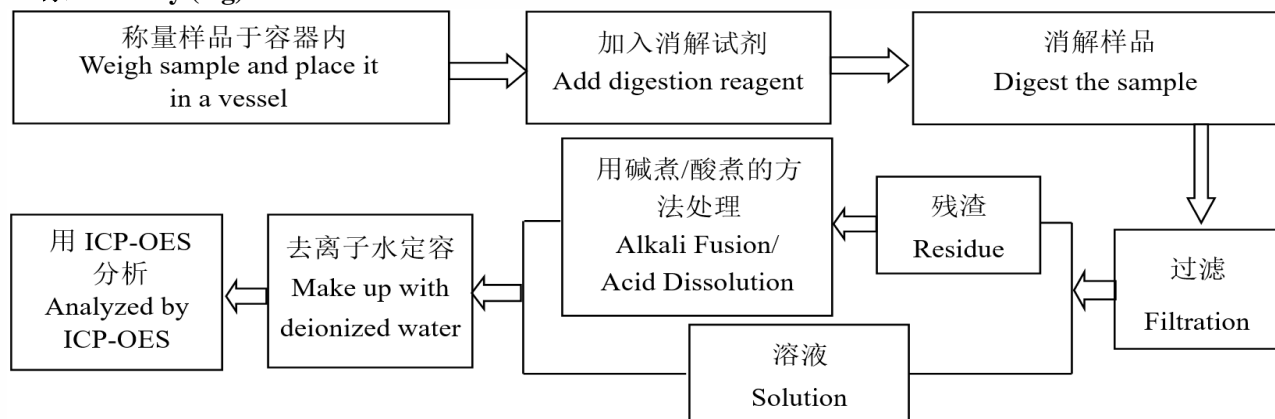 称量样品于容器内
Weigh sample and place it
in a vessel
加入消解试剂
Add digestion reagent
消解样品
Digest the sample
过滤
Filtration
残渣
Residue
用碱煮/酸煮的方
法处理
Alkali Fusion/
Acid Dissolution
溶液
Solution
去离子水定容
Make up with
deionized water
用 ICP-OES
分析
Analyzed by
ICP-OES